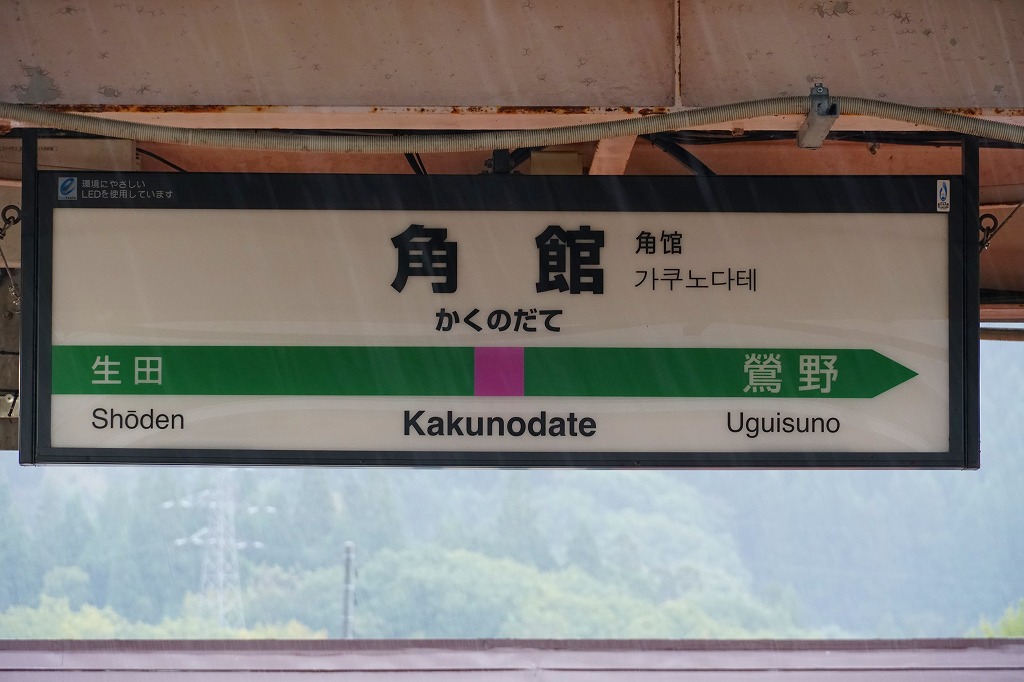 環境にやさしい
LEDを使用しています
角館
角馆
가쿠노다테
かくのだて
生田
鶯野
Shōden
Kakunodate
Uguisuno